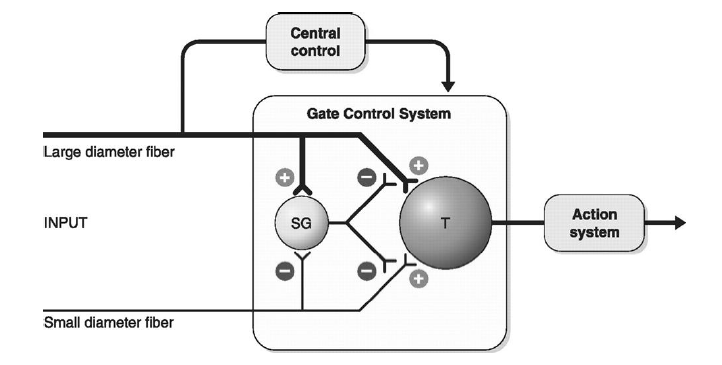 Central
control
Gate Control System
Large diameter fiber
+
−
+
INPUT
SG
T
Action
system
−
−
+
Small diameter fiber